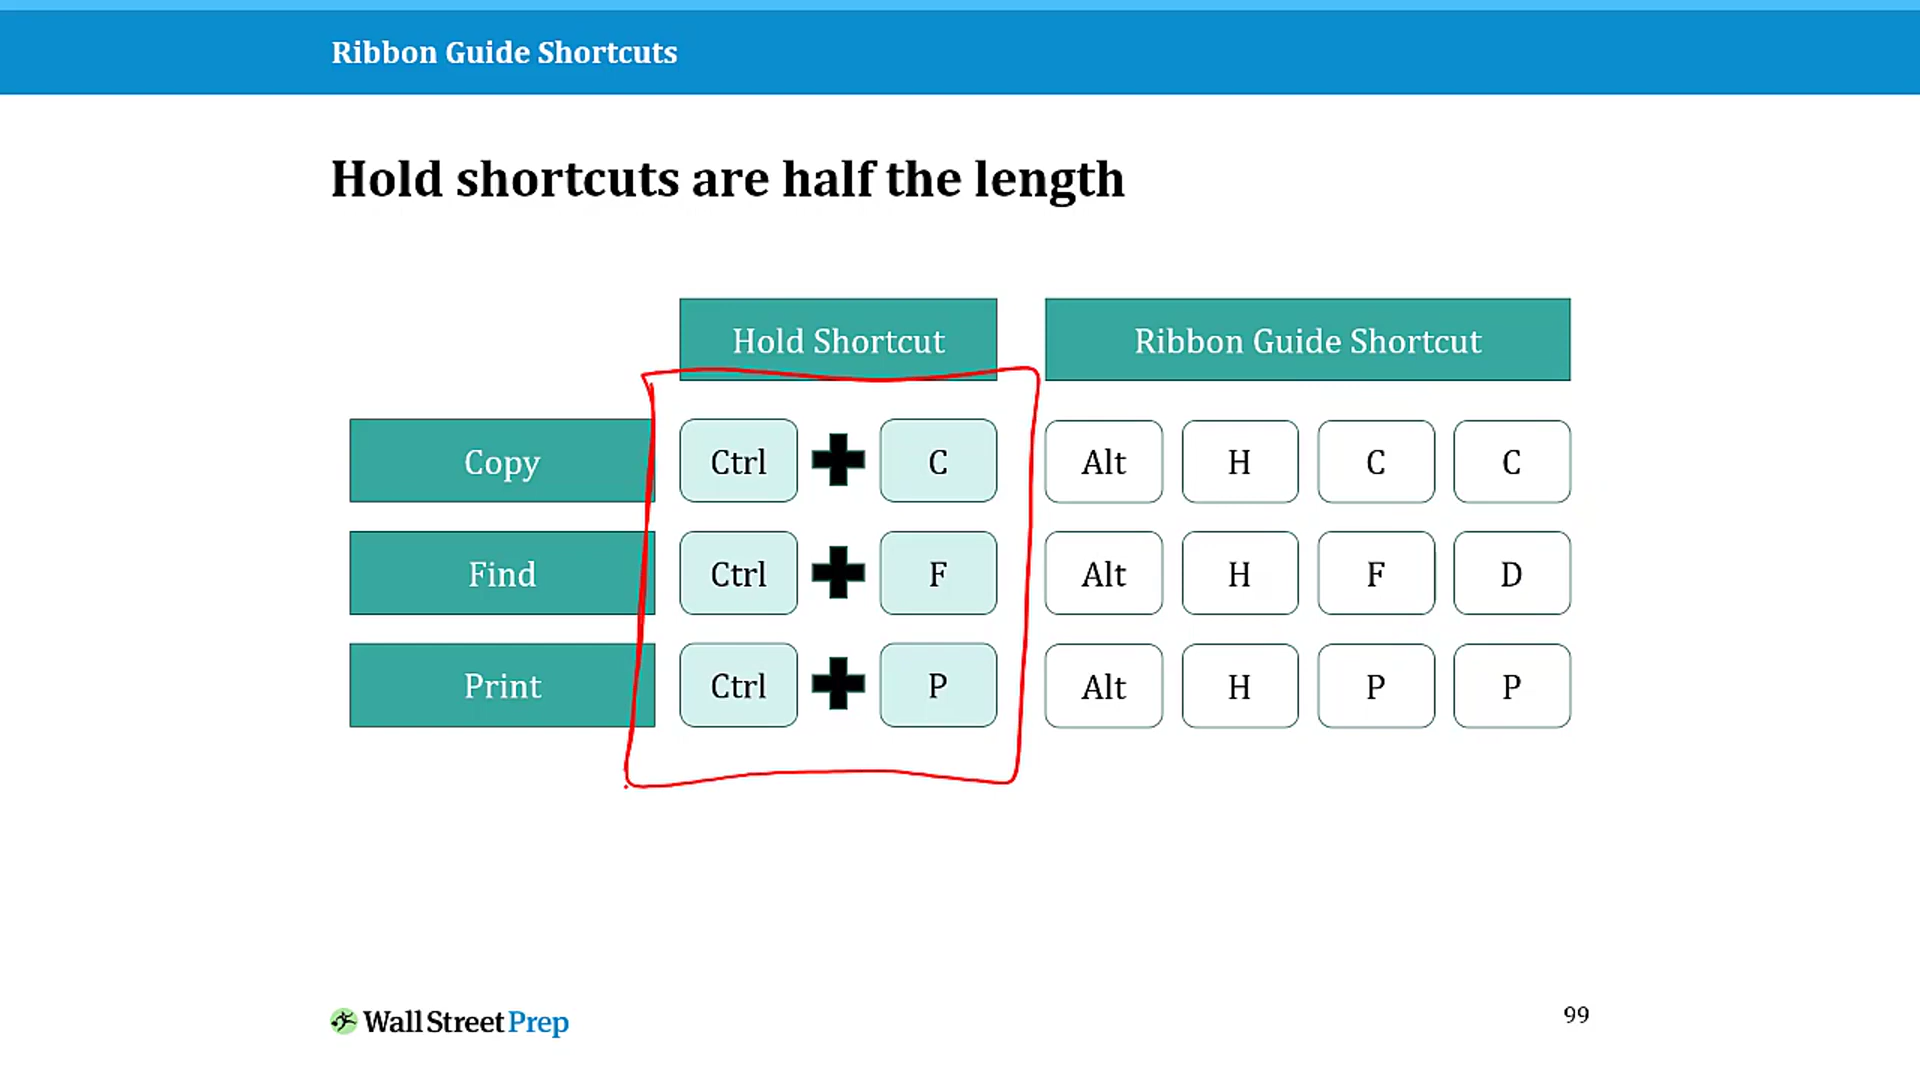 Ribbon Guide Shortcuts
Hold shortcuts are half the length
Hold Shortcut Ribbon Guide Shortcut
Copy Ctrl + C Alt H C C
Find Ctrl + F Alt H F D
Print Ctrl + P Alt H P P
Wall Street Prep 99